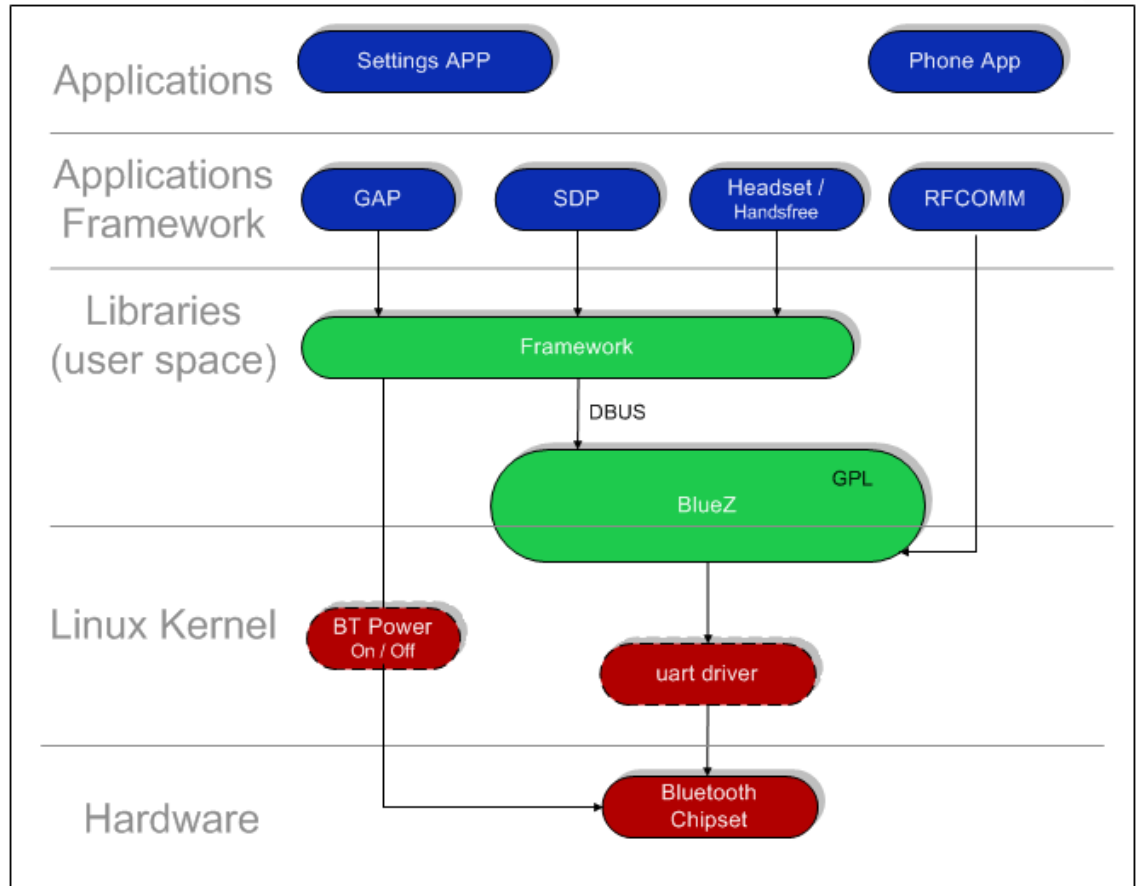 Applications
Settings APP
Phone App
Applications
Framework
GAP
SDP
Headset /
Handsfree
RFCOMM
Libraries
(user space)
Framework
DBUS
GPL
BlueZ
Linux Kernel
BT Power
On / Off
uart driver
Hardware
Bluetooth
Chipset